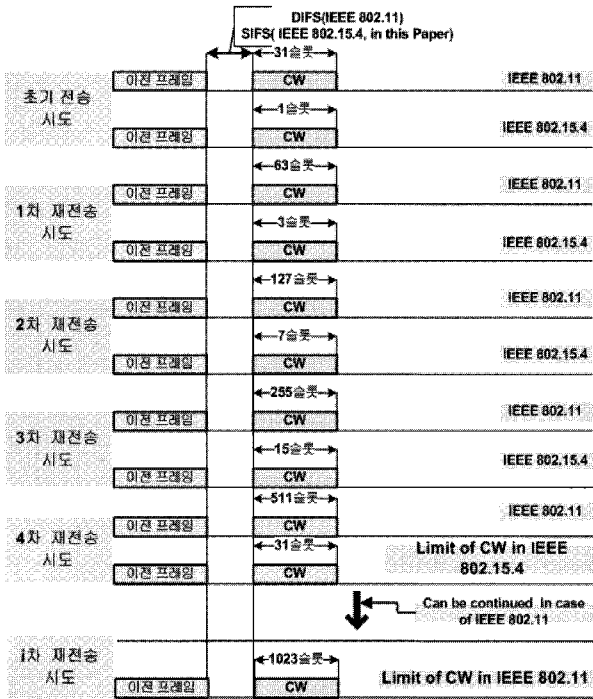 DIFS(IEEE 802.11)
SIFS( IEEE 802.15.4, in this Paper)
31슬롯
초기 전송
시도
이전 프레임 CW IEEE 802.11
1슬롯
이전 프레임 CW IEEE 802.15.4
63슬롯
1차 재전송
시도
이전 프레임 CW IEEE 802.11
3슬롯
이전 프레임 CW IEEE 802.15.4
127슬롯
2차 재전송
시도
이전 프레임 CW IEEE 802.11
7슬롯
이전 프레임 CW IEEE 802.15.4
255슬롯
3차 재전송
시도
이전 프레임 CW IEEE 802.11
15슬롯
이전 프레임 CW IEEE 802.15.4
511슬롯
4차 재전송
시도
이전 프레임 CW IEEE 802.11
31슬롯
이전 프레임 CW
Limit of CW in IEEE
802.15.4
Can be continued in case
of IEEE 802.11
i차 재전송
시도
1023슬롯
이전 프레임 CW Limit of CW in IEEE 802.11